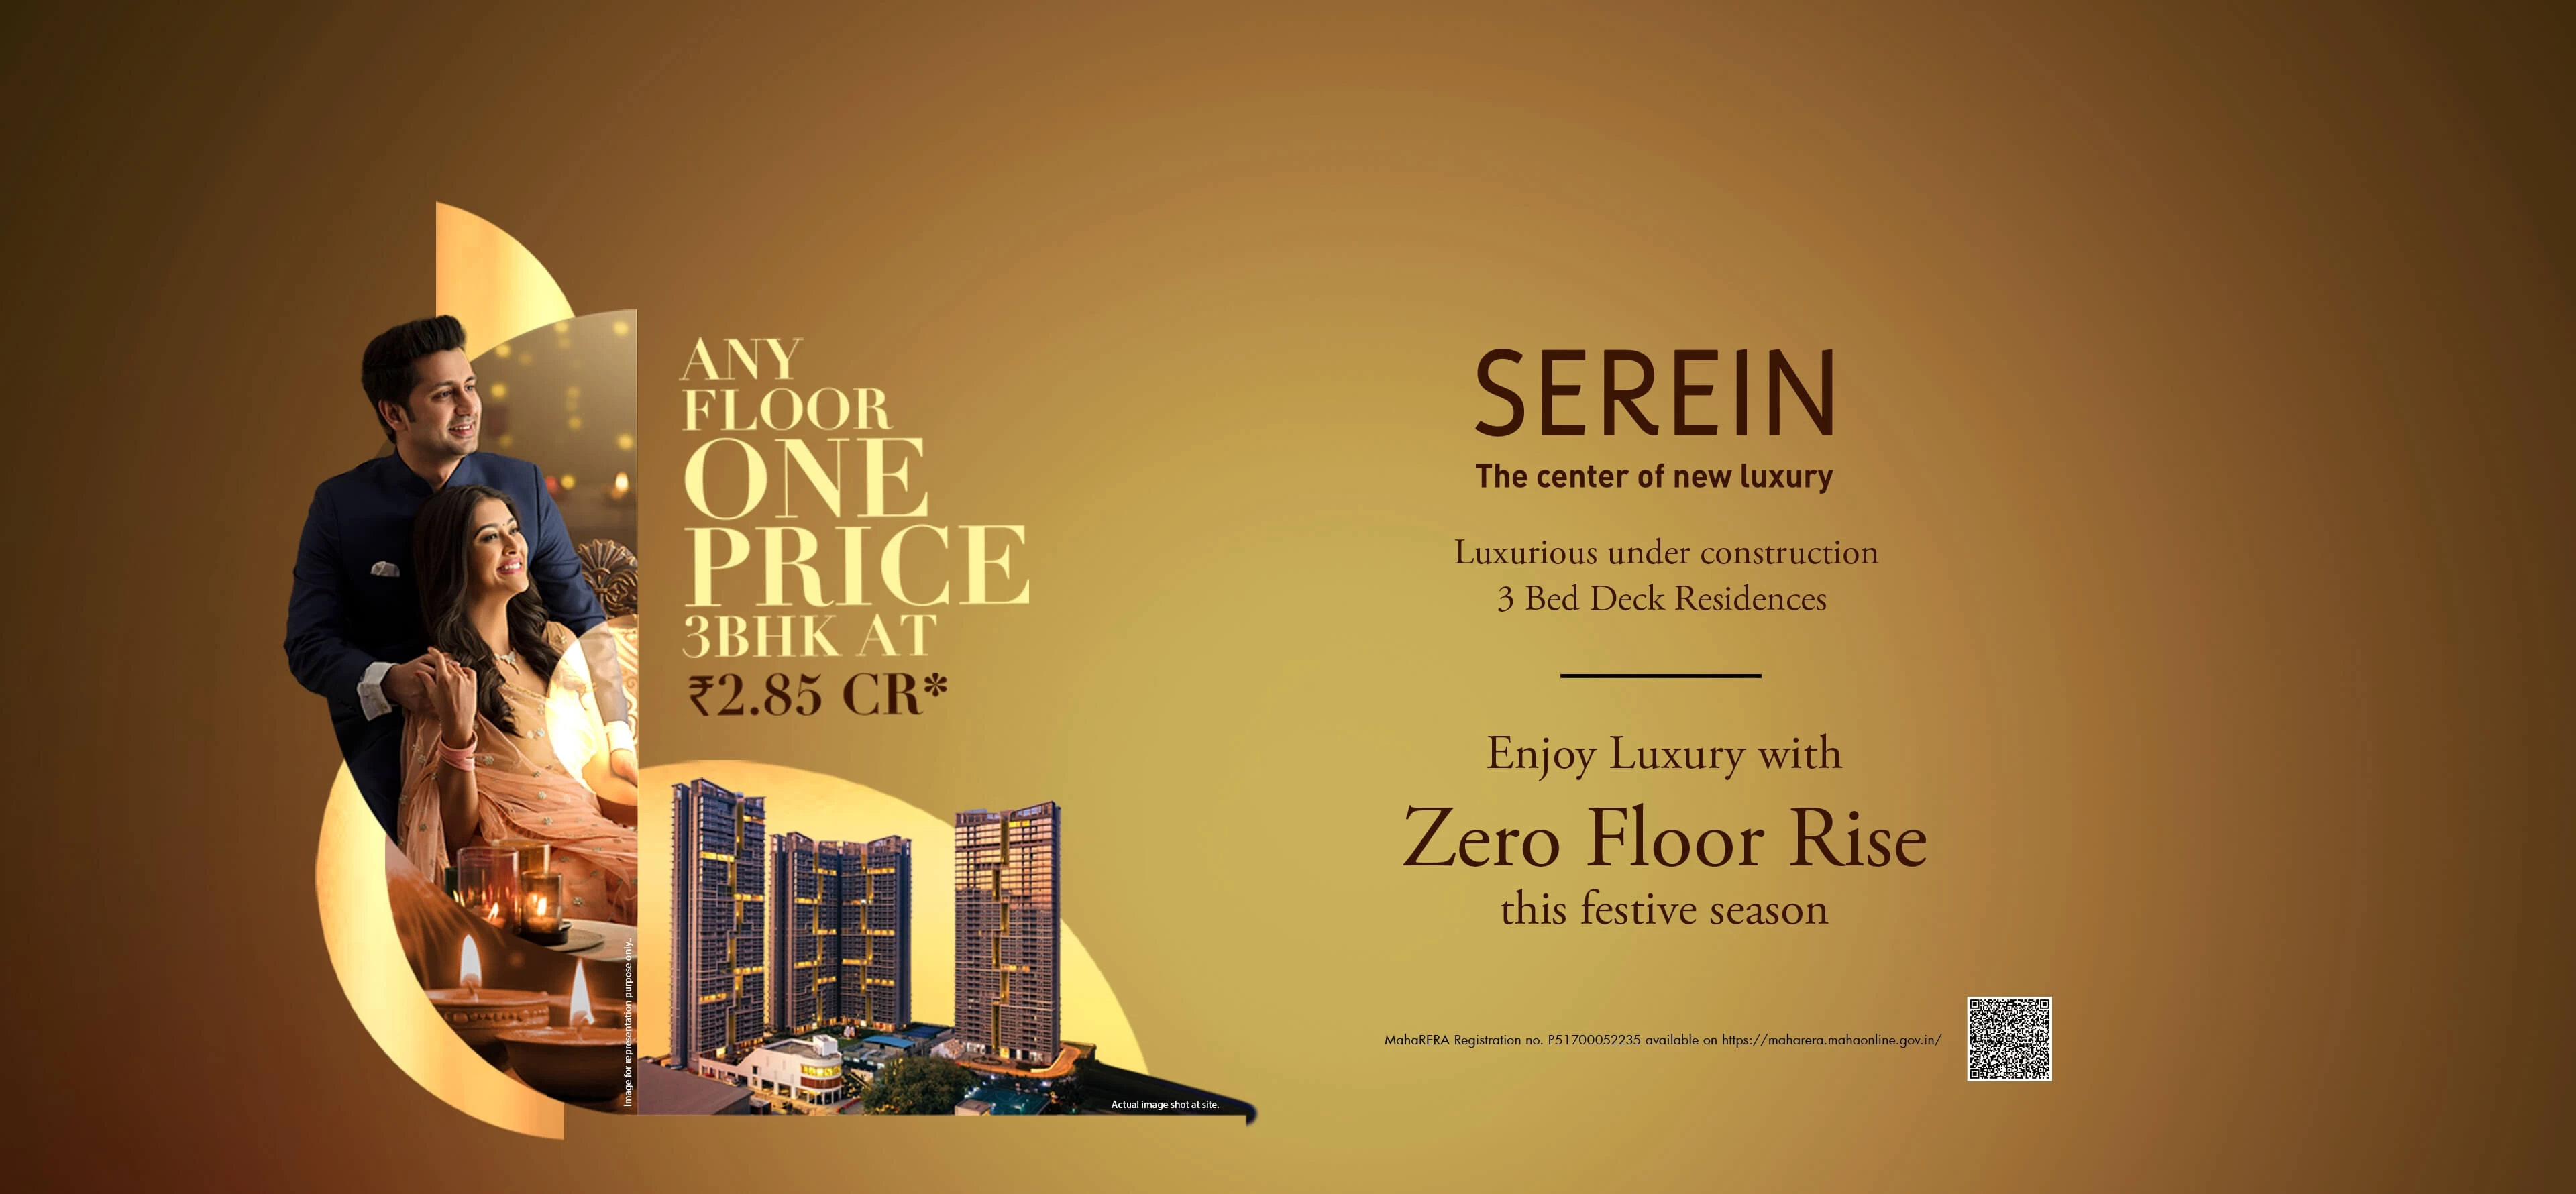 ANY
FLOOR
ONE
PRICE
3BHK AT
₹2.85 CR*
Image for representation purpose only.
Actual image shot at site.
SEREIN
The center of new luxury
Luxurious under construction
3 Bed Deck Residences
Enjoy Luxury with
Zero Floor Rise
this festive season
MahaRERA Registration no. P51700052235 available on https://maharera.mahaonline.gov.in/